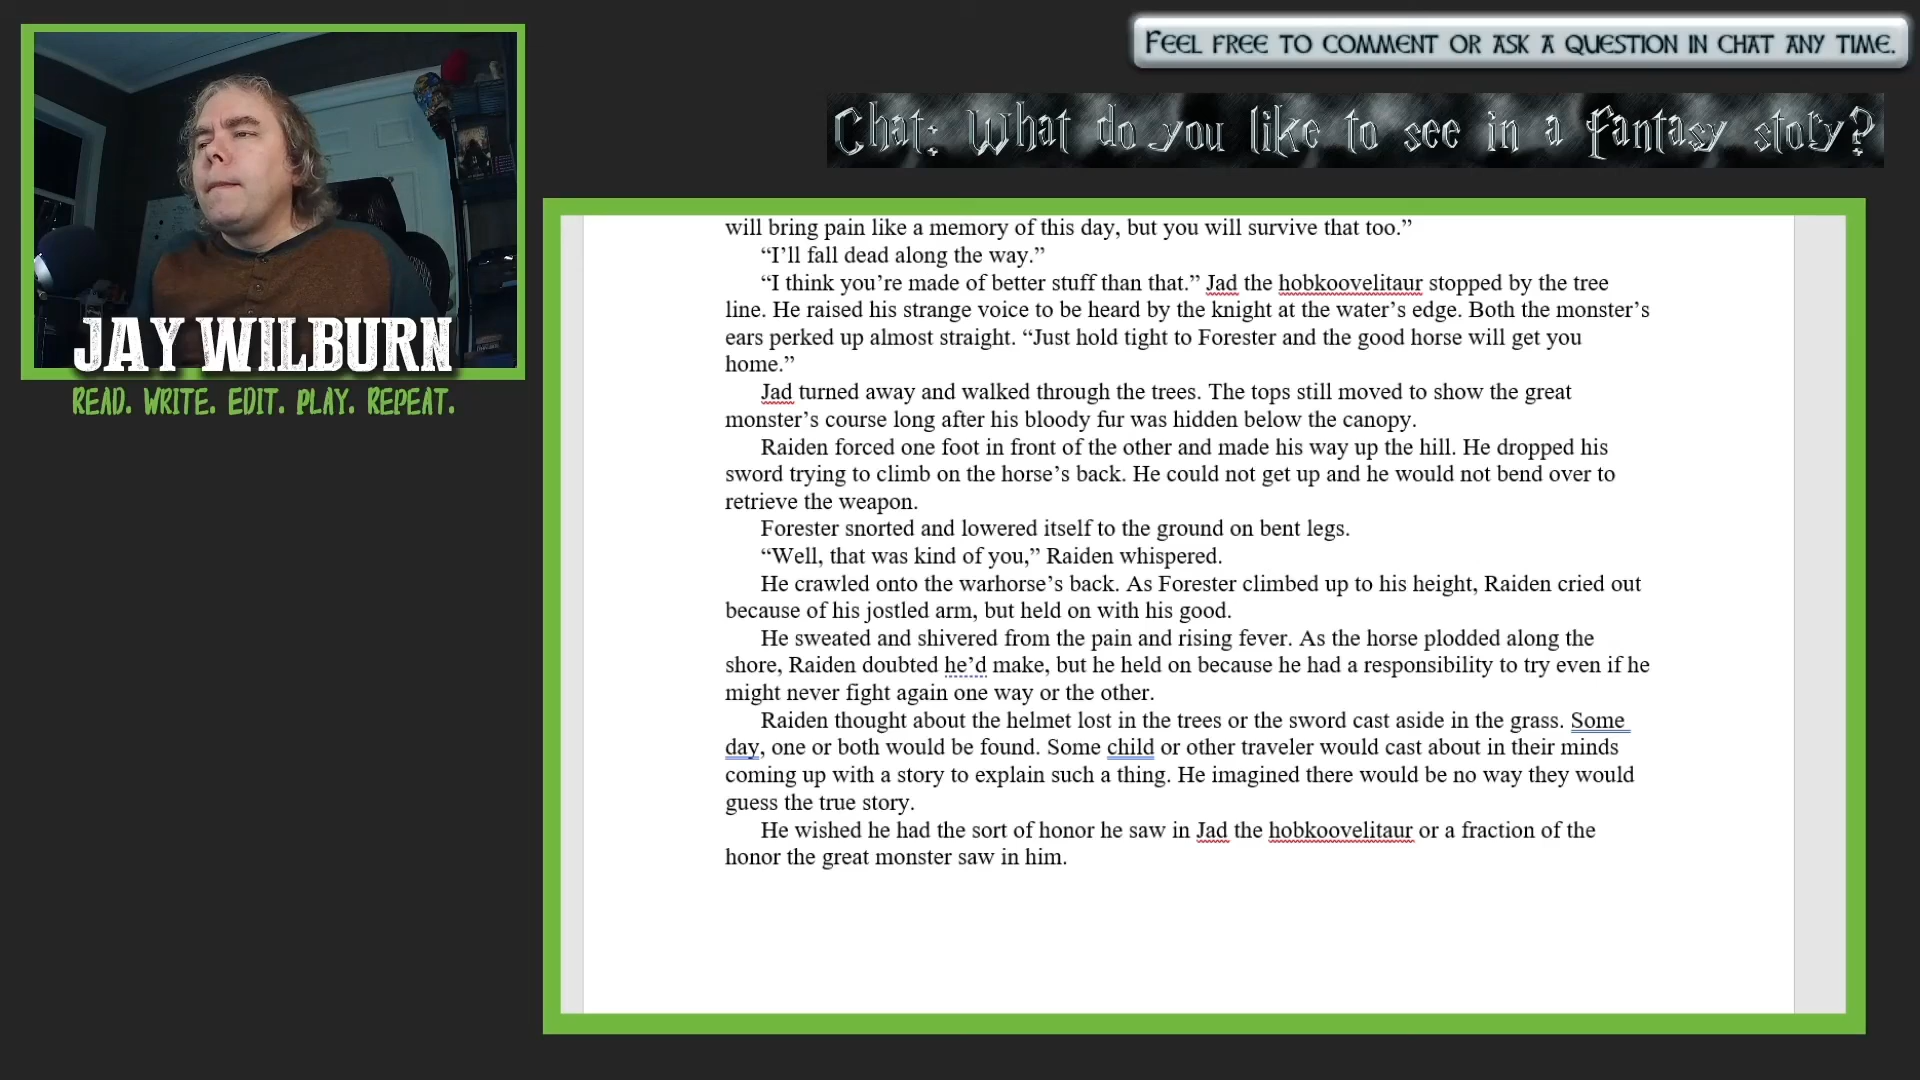 FEEL FREE TO COMMENT OR ASK A QUESTION IN CHAT ANY TIME.
Chat: What do you like to see in a fantasy story?
JAY WILBURN
READ. WRITE. EDIT. PLAY. REPEAT.
will bring pain like a memory of this day, but you will survive that too.”
“I’ll fall dead along the way.”
“I think you’re made of better stuff than that.” Jad the hobkoovelitaur stopped by the tree
line. He raised his strange voice to be heard by the knight at the water’s edge. Both the monster’s
ears perked up almost straight. “Just hold tight to Forester and the good horse will get you
home.”
Jad turned away and walked through the trees. The tops still moved to show the great
monster’s course long after his bloody fur was hidden below the canopy.
Raiden forced one foot in front of the other and made his way up the hill. He dropped his
sword trying to climb on the horse’s back. He could not get up and he would not bend over to
retrieve the weapon.
Forester snorted and lowered itself to the ground on bent legs.
“Well, that was kind of you,” Raiden whispered.
He crawled onto the warhorse’s back. As Forester climbed up to his height, Raiden cried out
because of his jostled arm, but held on with his good.
He sweated and shivered from the pain and rising fever. As the horse plodded along the
shore, Raiden doubted he’d make, but he held on because he had a responsibility to try even if he
might never fight again one way or the other.
Raiden thought about the helmet lost in the trees or the sword cast aside in the grass. Some
day, one or both would be found. Some child or other traveler would cast about in their minds
coming up with a story to explain such a thing. He imagined there would be no way they would
guess the true story.
He wished he had the sort of honor he saw in Jad the hobkoovelitaur or a fraction of the
honor the great monster saw in him.